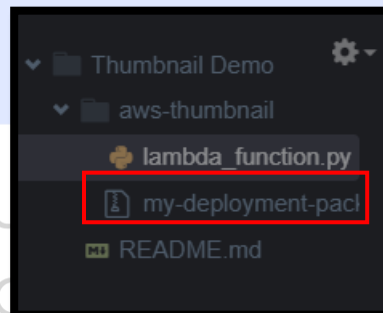 Thumbnail Demo
aws-thumbnail
lambda_function.py
my-deployment-pack
README.md